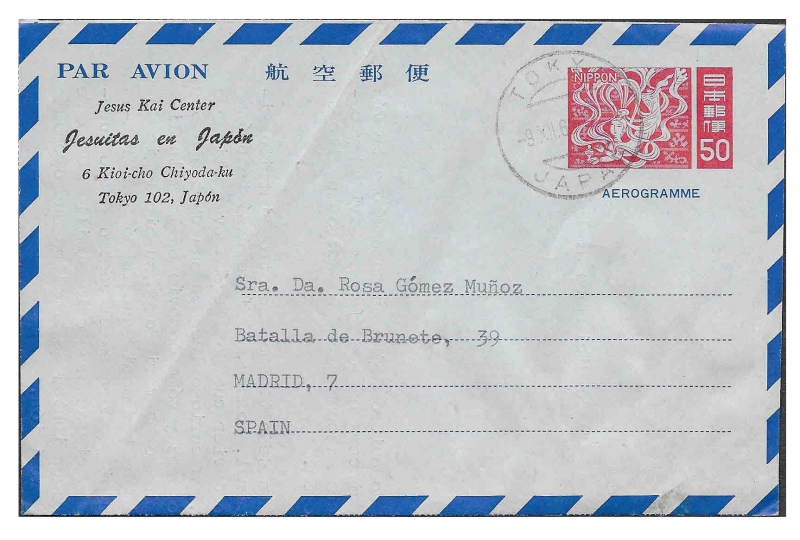 PAR AVION 航空郵便
Jesus Kai Center
Jesuitas en Japón
6 Kioi-cho Chiyoda-ku
Tokyo 102, Japón
NIPPON
日本郵便
50
AEROGRAMME
JAPAN
Sra. Da. Rosa Gómez Muñoz
Batalla de Brunete, 39
MADRID, 7
SPAIN